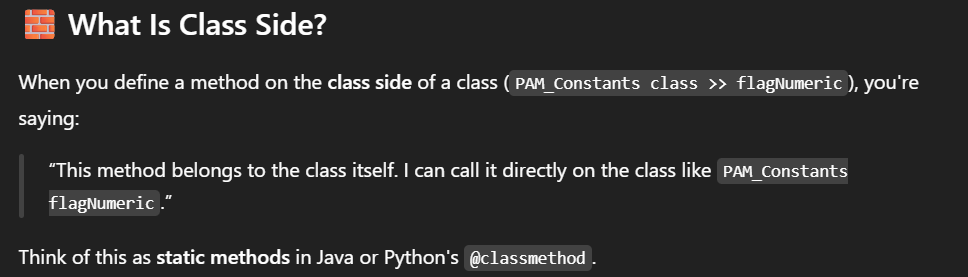 🧱 What Is Class Side?
When you define a method on the class side of a class (PAM_Constants class >> flagNumeric), you're
saying:
“This method belongs to the class itself. I can call it directly on the class like PAM_Constants
flagNumeric.”
Think of this as static methods in Java or Python's @classmethod.